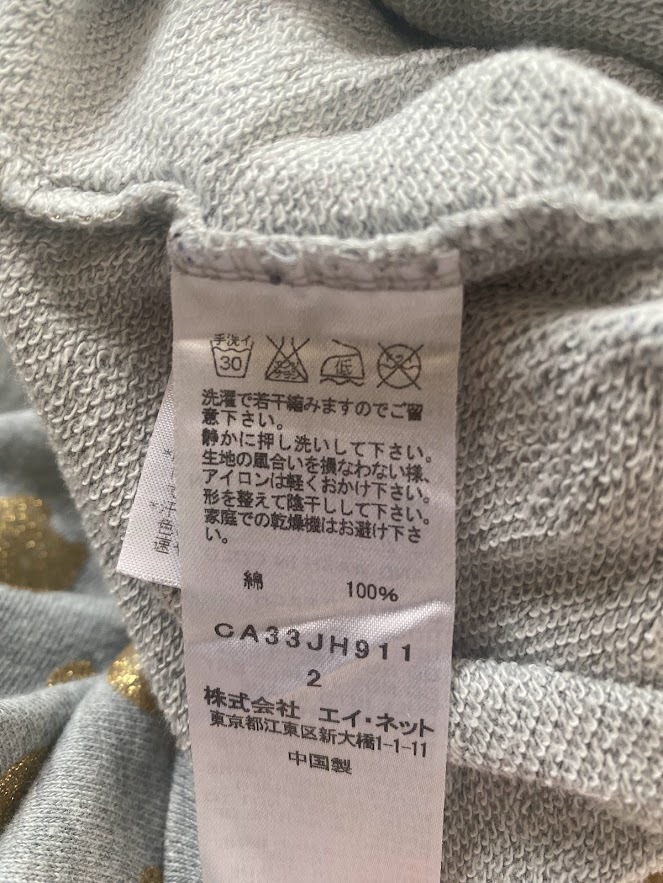 手洗イ
30
低
洗濯で若干縮みますのでご留
意下さい。
静かに押し洗いして下さい。
生地の風合いを損なわない様、
アイロンは軽くおかけ下さい。
形を整えて陰干しして下さい。
家庭での乾燥機はお避け下さ
い。
綿 100%
CA33JH911
2
株式会社 エイ・ネット
東京都江東区新大橋1-1-11
中国製